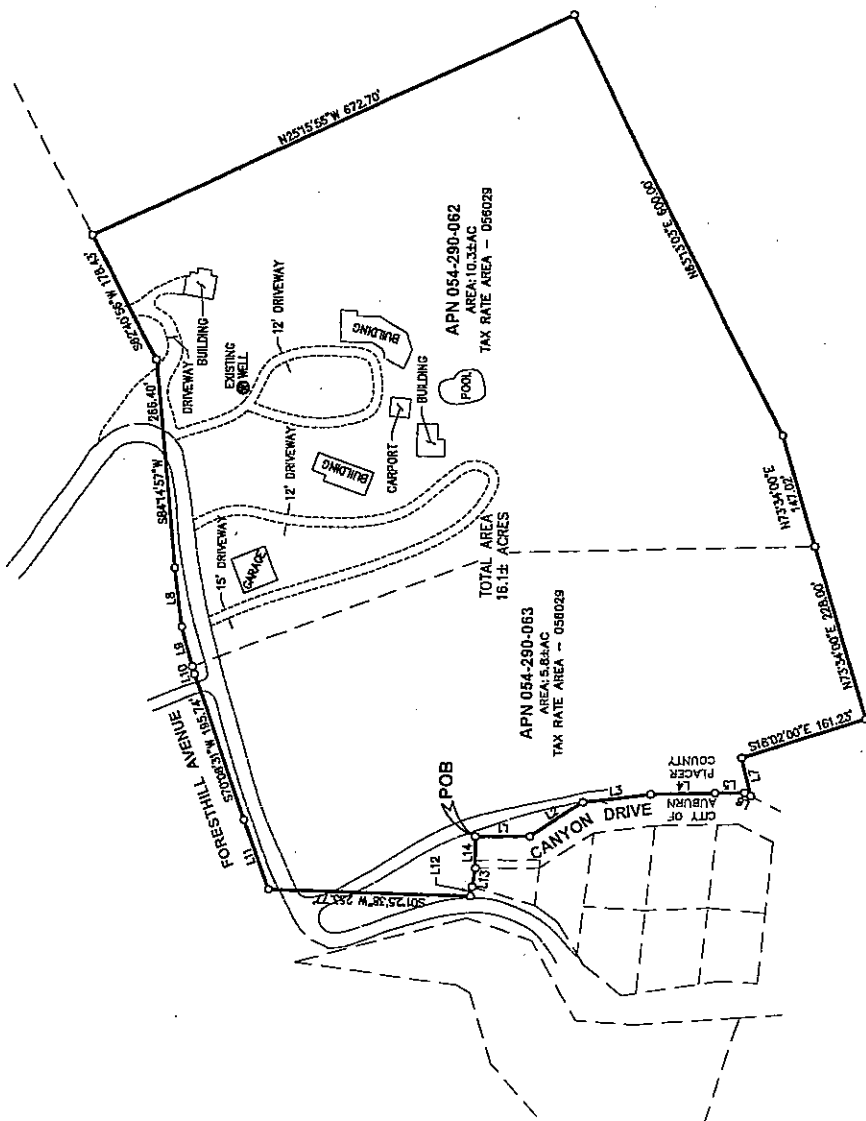 N25°15'55"W 672.70'
S62°40'56"W 178.43'
DRIVEWAY
BUILDING
EXISTING
WELL
12' DRIVEWAY
BUILDING
APN 054-290-062
AREA: 10.3±AC
TAX RATE AREA - 056029
N63°13'03"E 600.00'
266.40'
S84°14'57"W
12' DRIVEWAY
CARPORT
BUILDING
POOL
BUILDING
15' DRIVEWAY
GARAGE
TOTAL AREA
16.1± ACRES
N73°34'00"E
147.02'
L8
L9
L10
FORESTHILL AVENUE
S70°08'31"W 195.74'
L11
APN 054-290-063
AREA: 5.8±AC
TAX RATE AREA - 056029
N73°34'00"E 228.00'
S16°02'00"E 161.23'
POB
S01°25'38"W 253.77'
L12
L13
L14
L1
L2
L3
CANYON DRIVE
L4
L5
L6
L7
PLACER
COUNTY
CITY OF
AUBURN